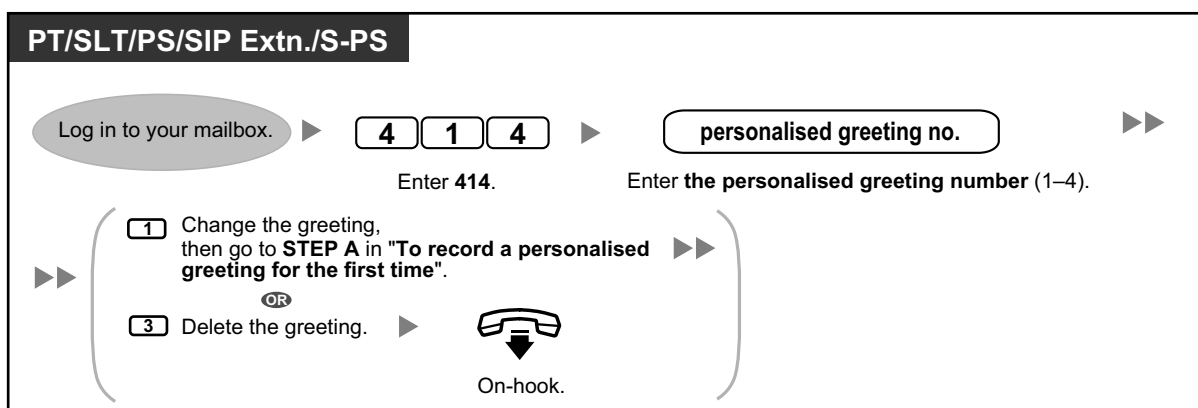 PT/SLT/PS/SIP Extn./S-PS
Log in to your mailbox.
4 1 4
personalised greeting no.
Enter 414.
Enter the personalised greeting number (1–4).
1 Change the greeting,
then go to STEP A in "To record a personalised
greeting for the first time".
OR
3 Delete the greeting.
On-hook.